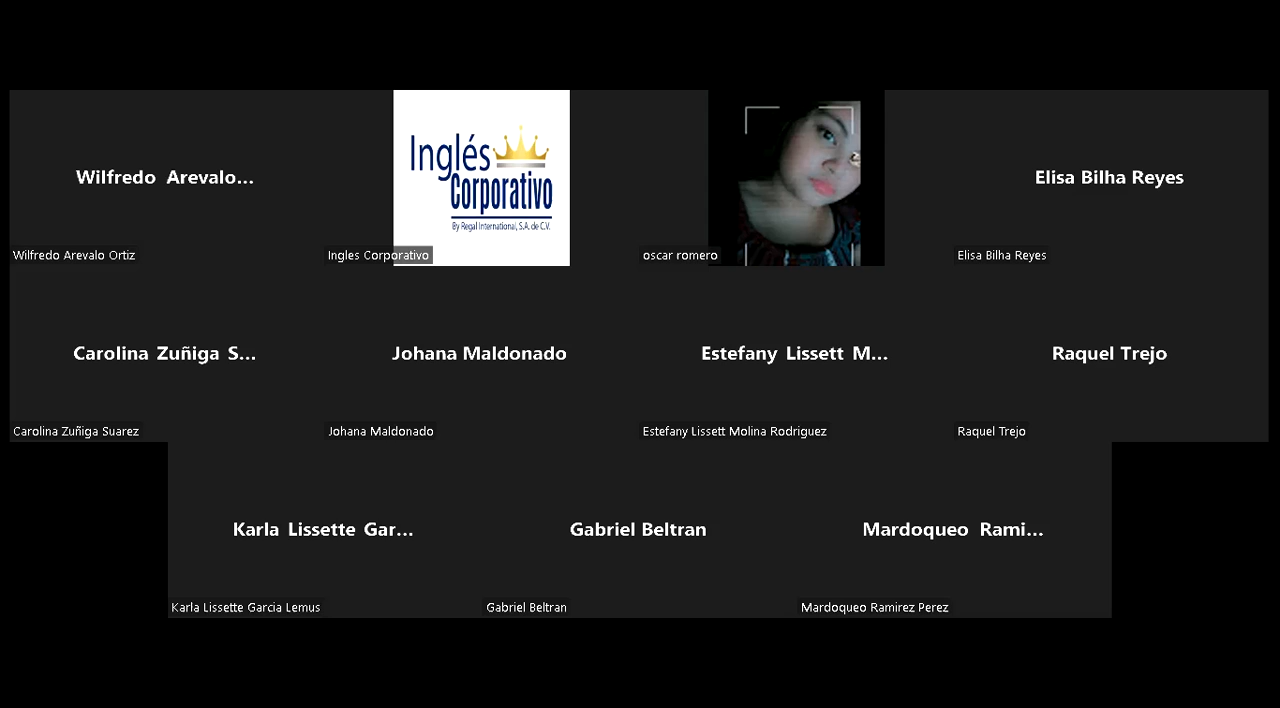 Wilfredo Arevalo...
Wilfredo Arevalo Ortiz
Inglés
Corporativo
By Regal International, S.A. de C.V.
Ingles Corporativo
oscar romero
Elisa Bilha Reyes
Elisa Bilha Reyes
Carolina Zuñiga S...
Carolina Zuñiga Suarez
Johana Maldonado
Johana Maldonado
Estefany Lissett M...
Estefany Lissett Molina Rodriguez
Raquel Trejo
Raquel Trejo
Karla Lissette Gar...
Karla Lissette Garcia Lemus
Gabriel Beltran
Gabriel Beltran
Mardoqueo Rami...
Mardoqueo Ramirez Perez